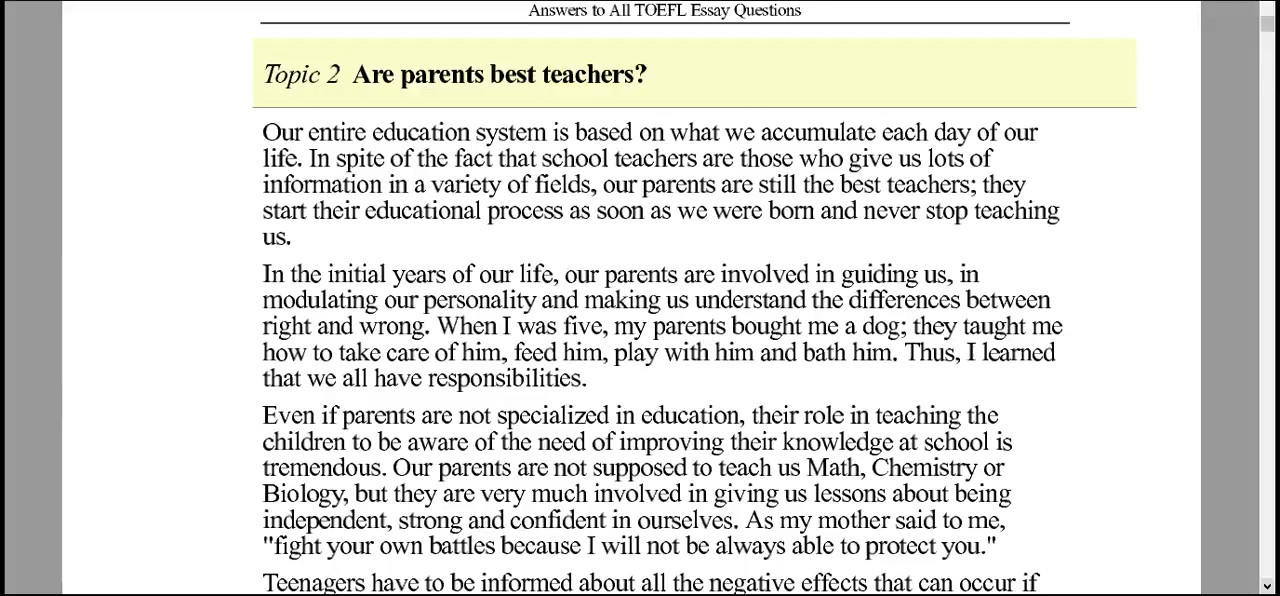 Answers to All TOEFL Essay Questions
Topic 2 Are parents best teachers?
Our entire education system is based on what we accumulate each day of our
life. In spite of the fact that school teachers are those who give us lots of
information in a variety of fields, our parents are still the best teachers; they
start their educational process as soon as we were born and never stop teaching
us.
In the initial years of our life, our parents are involved in guiding us, in
modulating our personality and making us understand the differences between
right and wrong. When I was five, my parents bought me a dog; they taught me
how to take care of him, feed him, play with him and bath him. Thus, I learned
that we all have responsibilities.
Even if parents are not specialized in education, their role in teaching the
children to be aware of the need of improving their knowledge at school is
tremendous. Our parents are not supposed to teach us Math, Chemistry or
Biology, but they are very much involved in giving us lessons about being
independent, strong and confident in ourselves. As my mother said to me,
"fight your own battles because I will not be always able to protect you."
Teenagers have to be informed about all the negative effects that can occur if